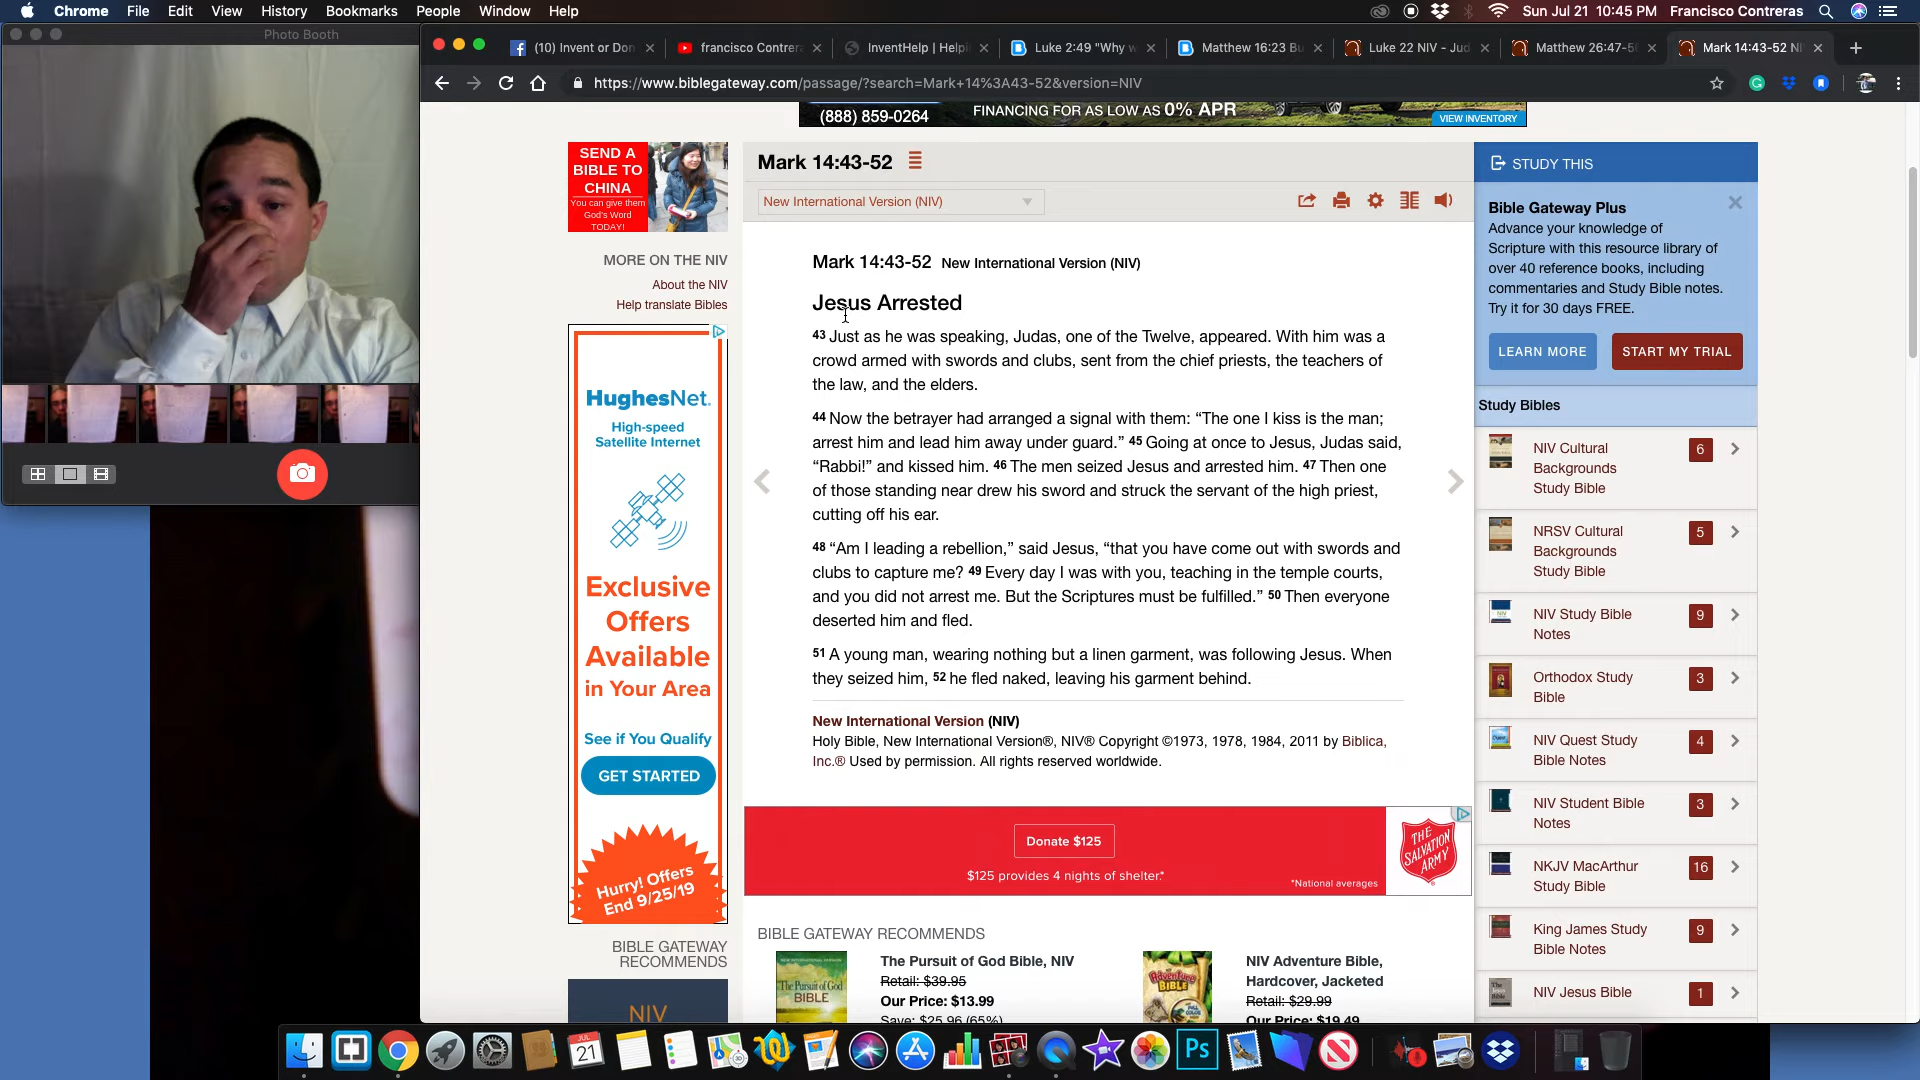 Chrome File Edit View History Bookmarks People Window Help
Sun Jul 21 10:45 PM Francisco Contreras
Photo Booth
(10) Invent or Don
francisco Contrera
InventHelp | Helpi
Luke 2:49 "Why w
Matthew 16:23 Bu
Luke 22 NIV - Jud
Matthew 26:47-56
Mark 14:43-52 NI
https://www.biblegateway.com/passage/?search=Mark+14%3A43-52&version=NIV
(888) 859-0264
FINANCING FOR AS LOW AS 0% APR
VIEW INVENTORY
SEND A
BIBLE TO
CHINA
You can give them
God's Word
TODAY!
MORE ON THE NIV
About the NIV
Help translate Bibles
HughesNet.
High-speed
Satellite Internet
Exclusive
Offers
Available
in Your Area
See if You Qualify
GET STARTED
Hurry! Offers
End 9/25/19
BIBLE GATEWAY
RECOMMENDS
NIV
Mark 14:43-52
New International Version (NIV)
Mark 14:43-52 New International Version (NIV)
Jesus Arrested
43 Just as he was speaking, Judas, one of the Twelve, appeared. With him was a
crowd armed with swords and clubs, sent from the chief priests, the teachers of
the law, and the elders.
44 Now the betrayer had arranged a signal with them: “The one I kiss is the man;
arrest him and lead him away under guard.” 45 Going at once to Jesus, Judas said,
“Rabbi!” and kissed him. 46 The men seized Jesus and arrested him. 47 Then one
of those standing near drew his sword and struck the servant of the high priest,
cutting off his ear.
48 “Am I leading a rebellion,” said Jesus, “that you have come out with swords and
clubs to capture me? 49 Every day I was with you, teaching in the temple courts,
and you did not arrest me. But the Scriptures must be fulfilled.” 50 Then everyone
deserted him and fled.
51 A young man, wearing nothing but a linen garment, was following Jesus. When
they seized him, 52 he fled naked, leaving his garment behind.
New International Version (NIV)
Holy Bible, New International Version®, NIV® Copyright ©1973, 1978, 1984, 2011 by Biblica,
Inc.® Used by permission. All rights reserved worldwide.
Donate $125
$125 provides 4 nights of shelter.*
*National averages
THE
SALVATION
ARMY
BIBLE GATEWAY RECOMMENDS
The Pursuit of God Bible, NIV
Retail: $39.95
Our Price: $13.99
Save: $25.96 (65%)
The Pursuit of God
BIBLE
NIV Adventure Bible,
Hardcover, Jacketed
Retail: $29.99
Our Price: $19.49
Adventure
BIBLE
STUDY THIS
Bible Gateway Plus
Advance your knowledge of
Scripture with this resource library of
over 40 reference books, including
commentaries and Study Bible notes.
Try it for 30 days FREE.
LEARN MORE
START MY TRIAL
Study Bibles
NIV Cultural
Backgrounds
Study Bible
6
NRSV Cultural
Backgrounds
Study Bible
5
NIV Study Bible
Notes
9
Orthodox Study
Bible
3
NIV Quest Study
Bible Notes
4
NIV Student Bible
Notes
3
NKJV MacArthur
Study Bible
16
King James Study
Bible Notes
9
NIV Jesus Bible
1
JUL
21
Ps